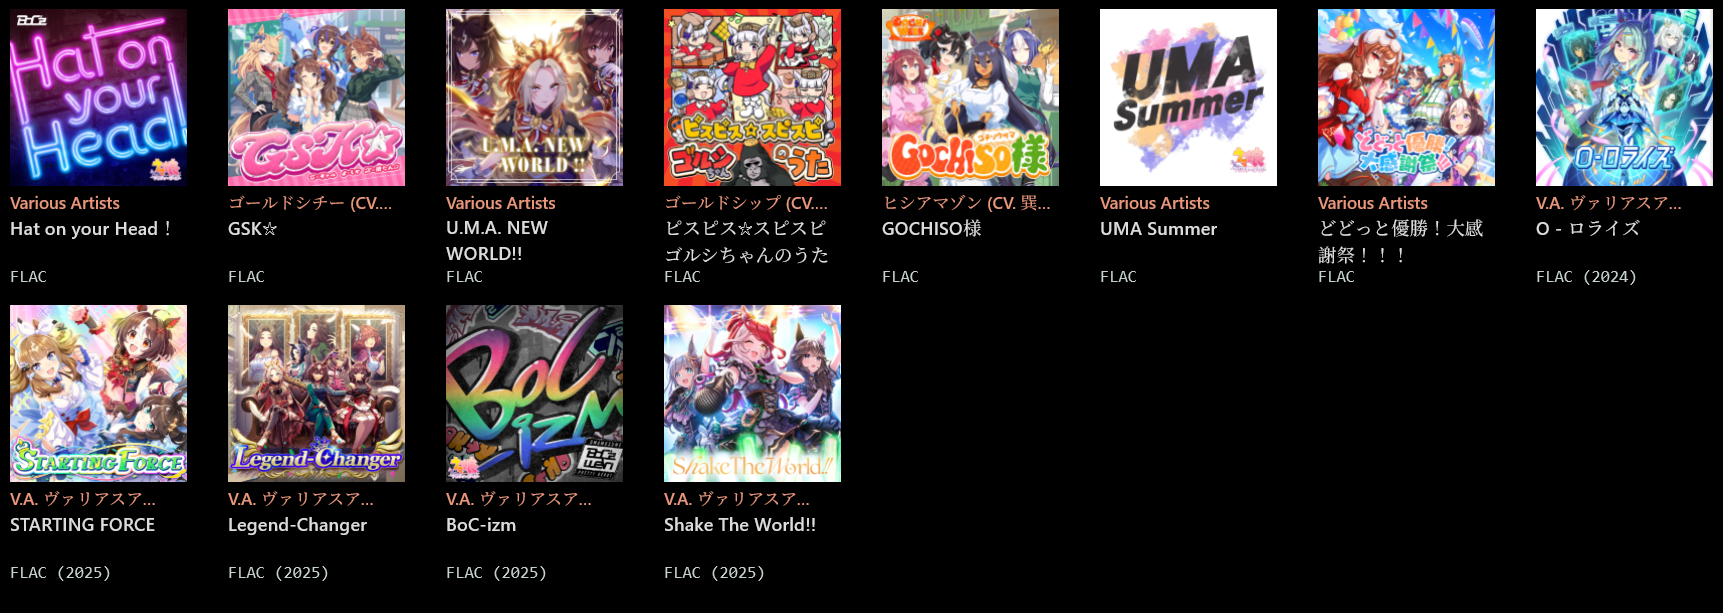 BoCz
Hat on
your
Head!
GSK☆
U.M.A. NEW
WORLD!!
ピスピス☆スピスピ
ゴルシちゃん
のうた
ゴチソウサマ
GOCHISO様
UMA
Summer
どどっと優勝!
大感謝祭!!!
O-ロライズ
Various Artists
ゴールドシチー (CV....
Various Artists
ゴールドシップ (CV....
ヒシアマゾン (CV. 巽...
Various Artists
Various Artists
V.A. ヴァリアスア...
Hat on your Head！
GSK☆
U.M.A. NEW
WORLD!!
ピスピス☆スピスピ
ゴルシちゃんのうた
GOCHISO様
UMA Summer
どどっと優勝！大感
謝祭！！！
O - ロライズ
FLAC
FLAC
FLAC
FLAC
FLAC
FLAC
FLAC
FLAC (2024)
STARTING FORCE
Legend-Changer
BoC-izm
ShakeTheWorld!!
V.A. ヴァリアスア...
V.A. ヴァリアスア...
V.A. ヴァリアスア...
V.A. ヴァリアスア...
STARTING FORCE
Legend-Changer
BoC-izm
Shake The World!!
FLAC (2025)
FLAC (2025)
FLAC (2025)
FLAC (2025)